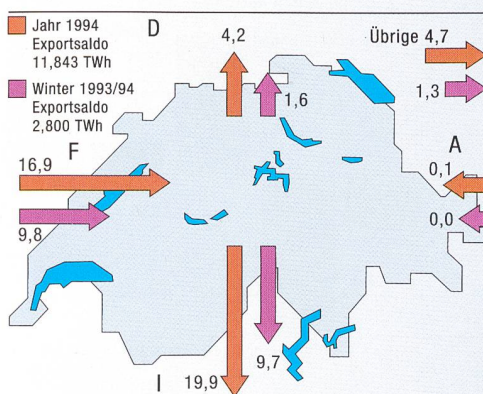 Jahr 1994
Exportsaldo
11,843 TWh
Winter 1993/94
Exportsaldo
2,800 TWh
D
4,2
1,6
Übrige 4,7
1,3
F
16,9
9,8
A
0,1
0,0
I
19,9
9,7